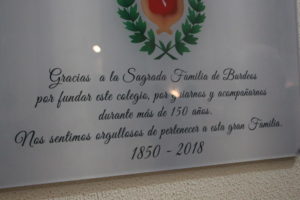 Gracias a la Sagrada Familia de Burdeos
por fundar este colegio, por guiarnos y acompañarnos
durante más de 150 años.
Nos sentimos orgullosos de pertenecer a esta gran Familia.
1850 - 2018